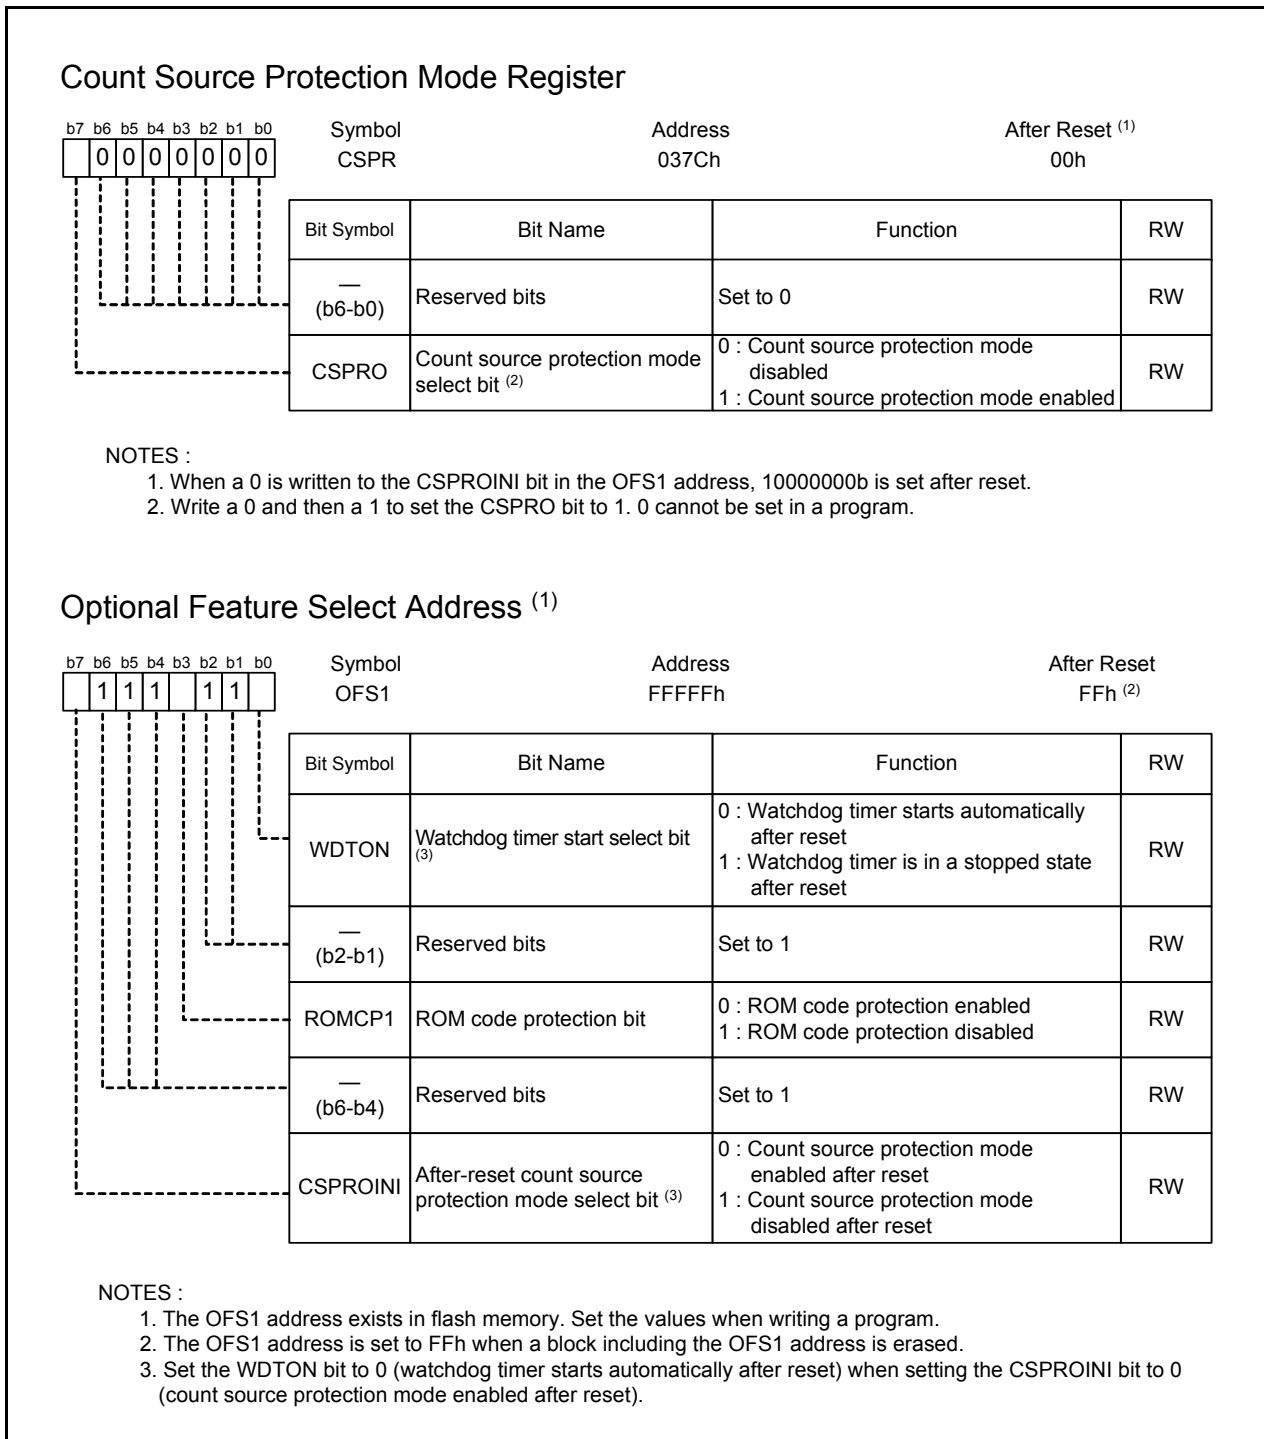 Count Source Protection Mode Register
b7 b6 b5 b4 b3 b2 b1 b0
Symbol Address After Reset (1)
0 0 0 0 0 0 0
CSPR 037Ch 00h
Bit Symbol Bit Name Function RW
— (b6-b0) Reserved bits Set to 0 RW
CSPRO Count source protection mode select bit (2) 0 : Count source protection mode disabled 1 : Count source protection mode enabled RW
NOTES :
1. When a 0 is written to the CSPROINI bit in the OFS1 address, 10000000b is set after reset.
2. Write a 0 and then a 1 to set the CSPRO bit to 1. 0 cannot be set in a program.
Optional Feature Select Address (1)
b7 b6 b5 b4 b3 b2 b1 b0
Symbol Address After Reset
1 1 1 1 1
OFS1 FFFFFh FFh (2)
Bit Symbol Bit Name Function RW
WDTON Watchdog timer start select bit (3) 0 : Watchdog timer starts automatically after reset 1 : Watchdog timer is in a stopped state after reset RW
— (b2-b1) Reserved bits Set to 1 RW
ROMCP1 ROM code protection bit 0 : ROM code protection enabled 1 : ROM code protection disabled RW
— (b6-b4) Reserved bits Set to 1 RW
CSPROINI After-reset count source protection mode select bit (3) 0 : Count source protection mode enabled after reset 1 : Count source protection mode disabled after reset RW
NOTES :
1. The OFS1 address exists in flash memory. Set the values when writing a program.
2. The OFS1 address is set to FFh when a block including the OFS1 address is erased.
3. Set the WDTON bit to 0 (watchdog timer starts automatically after reset) when setting the CSPROINI bit to 0
(count source protection mode enabled after reset).